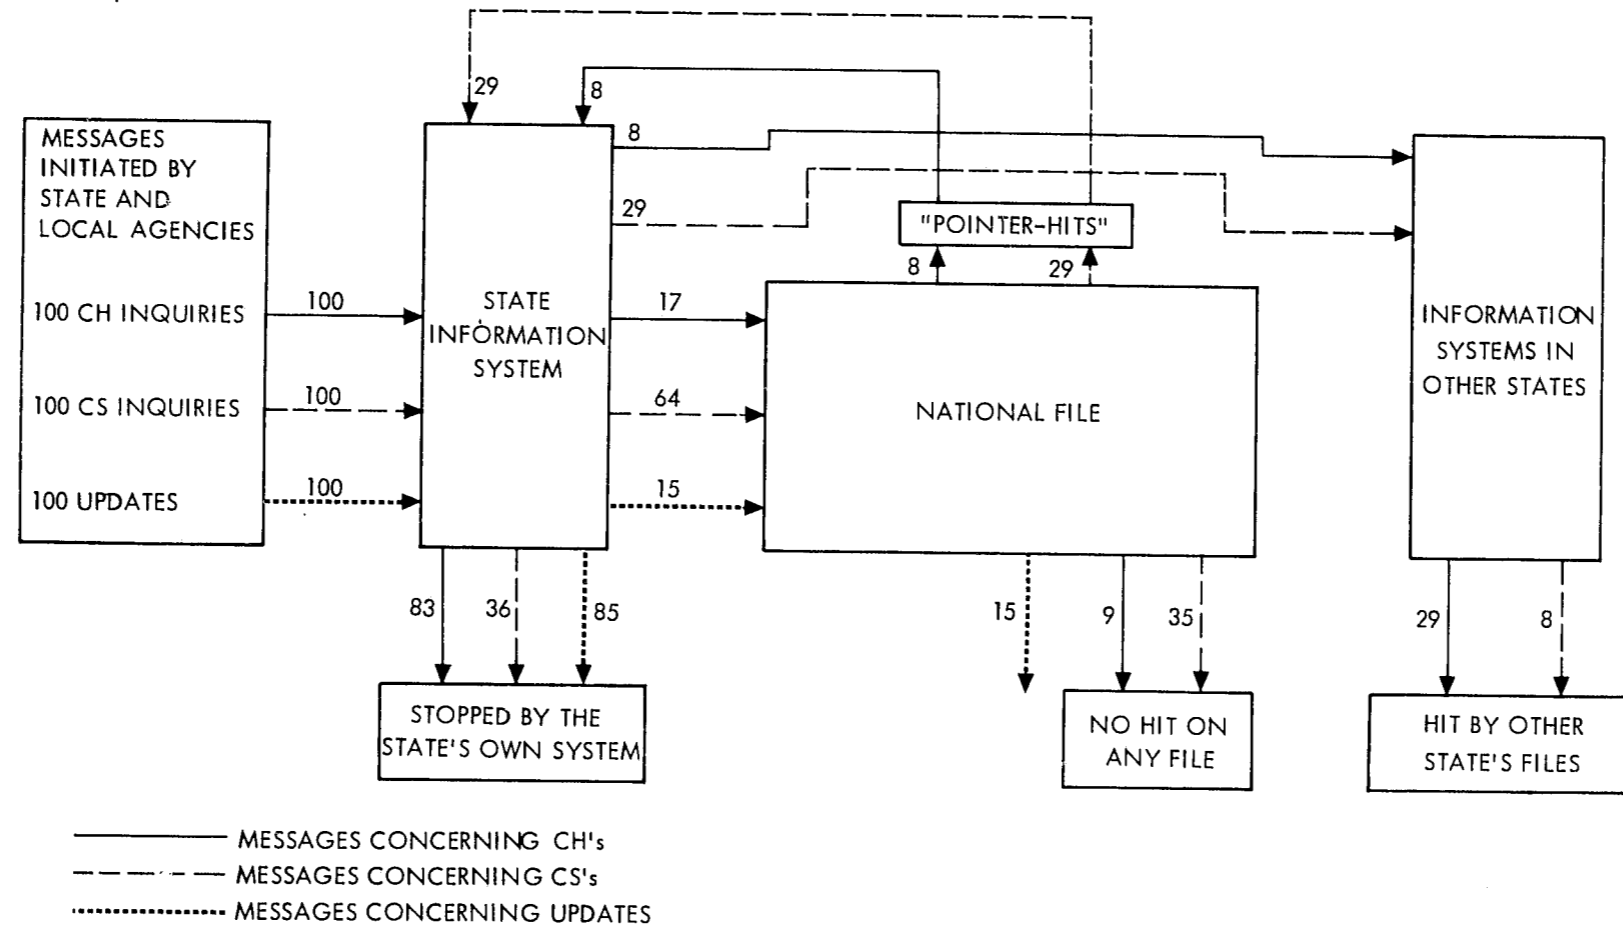 29
8
MESSAGES
INITIATED BY
STATE AND
LOCAL AGENCIES
100 CH INQUIRIES
100 CS INQUIRIES
100 UPDATES
100
100
100
STATE
INFORMATION
SYSTEM
8
29
17
64
15
"POINTER-HITS"
8
29
NATIONAL FILE
INFORMATION
SYSTEMS IN
OTHER STATES
83
36
85
STOPPED BY THE
STATE'S OWN SYSTEM
15
9
35
NO HIT ON
ANY FILE
29
8
HIT BY OTHER
STATE'S FILES
MESSAGES CONCERNING CH's
MESSAGES CONCERNING CS's
MESSAGES CONCERNING UPDATES